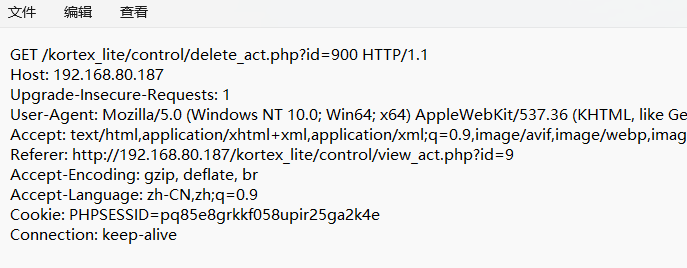 文件 编辑 查看
GET /kortex_lite/control/delete_act.php?id=900 HTTP/1.1
Host: 192.168.80.187
Upgrade-Insecure-Requests: 1
User-Agent: Mozilla/5.0 (Windows NT 10.0; Win64; x64) AppleWebKit/537.36 (KHTML, like Ge
Accept: text/html,application/xhtml+xml,application/xml;q=0.9,image/avif,image/webp,imag
Referer: http://192.168.80.187/kortex_lite/control/view_act.php?id=9
Accept-Encoding: gzip, deflate, br
Accept-Language: zh-CN,zh;q=0.9
Cookie: PHPSESSID=pq85e8grkkf058upir25ga2k4e
Connection: keep-alive